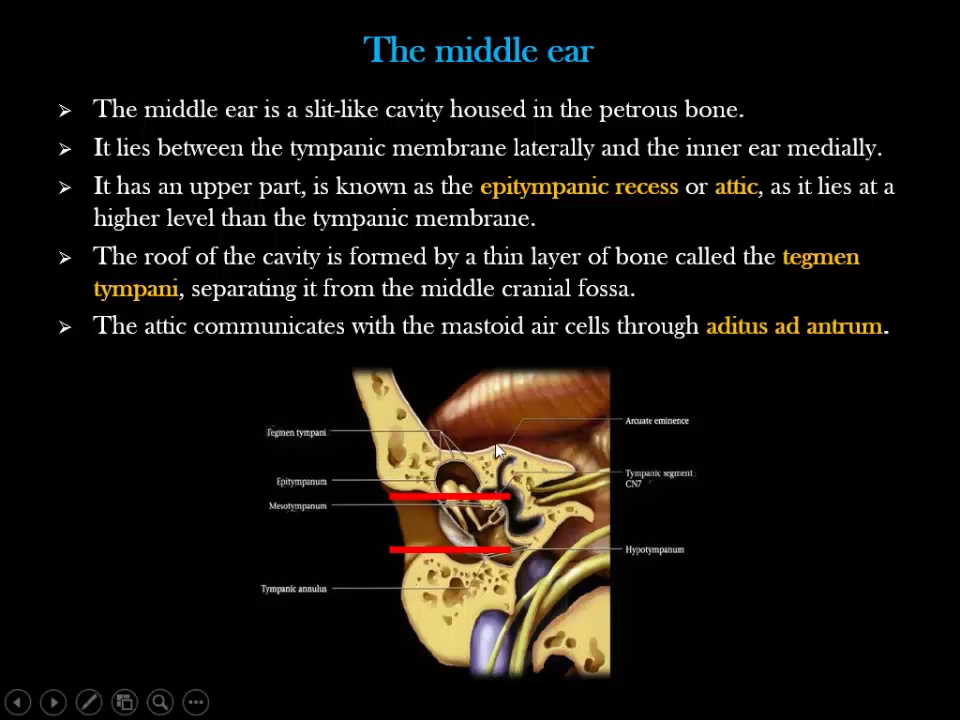 The middle ear
The middle ear is a slit-like cavity housed in the petrous bone.
It lies between the tympanic membrane laterally and the inner ear medially.
It has an upper part, is known as the epitympanic recess or attic, as it lies at a
higher level than the tympanic membrane.
The roof of the cavity is formed by a thin layer of bone called the tegmen
tympani, separating it from the middle cranial fossa.
The attic communicates with the mastoid air cells through aditus ad antrum.
Tegmen tympani
Epitympanum
Mesotympanum
Tympanic annulus
Arcuate eminence
Tympanic segment
CN7
Hypotympanum